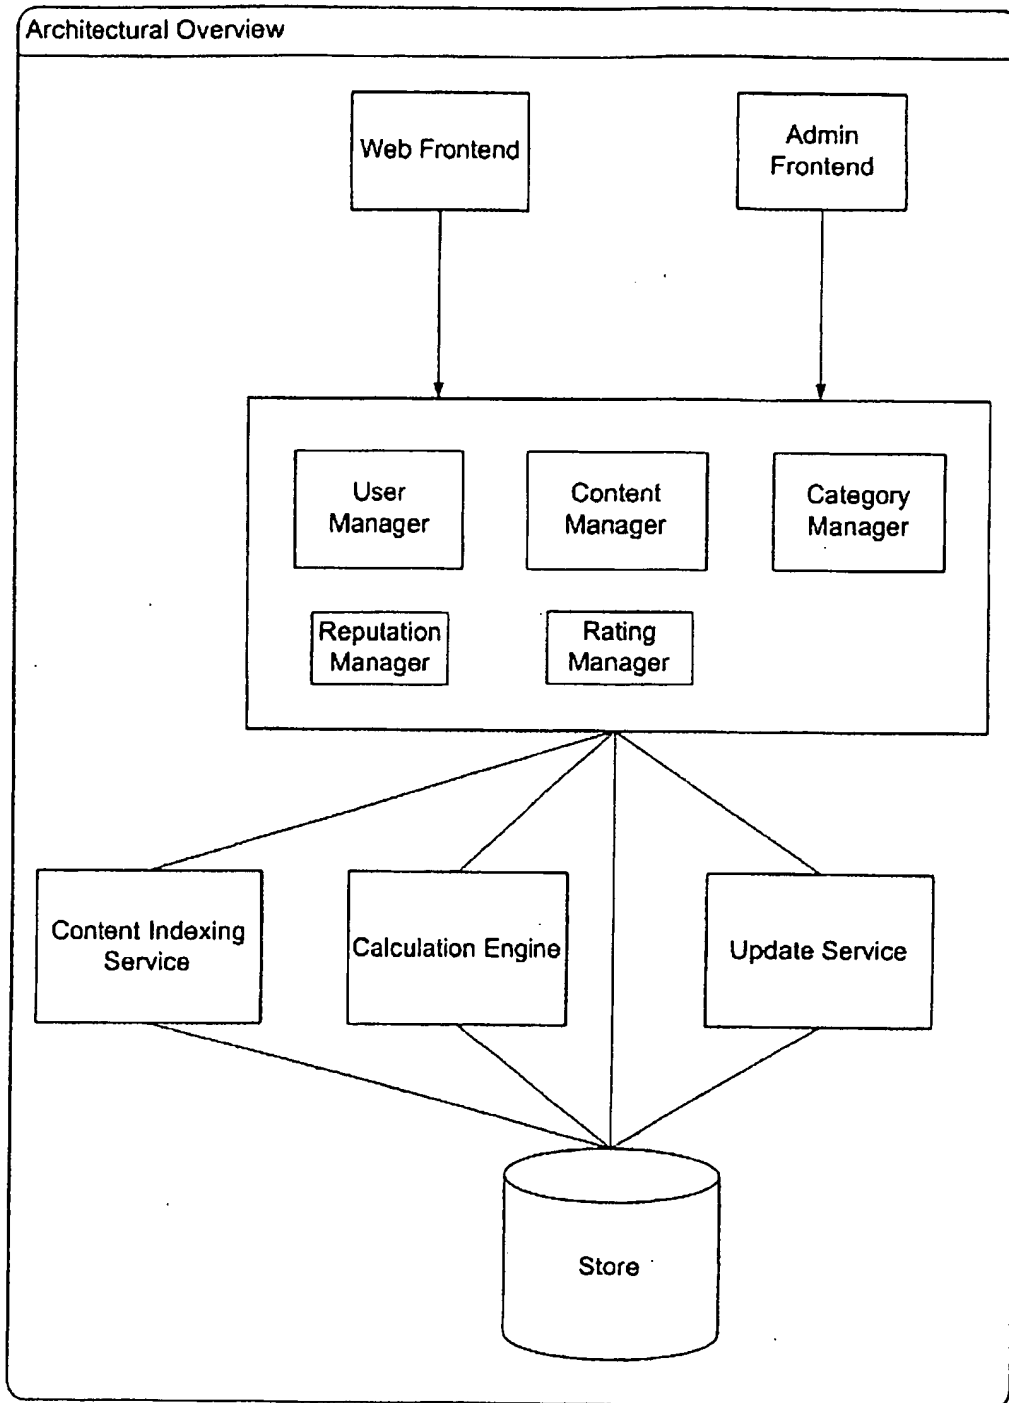 Architectural Overview
Web Frontend
Admin
Frontend
User
Manager
Content
Manager
Category
Manager
Reputation
Manager
Rating
Manager
Content Indexing
Service
Calculation Engine
Update Service
Store